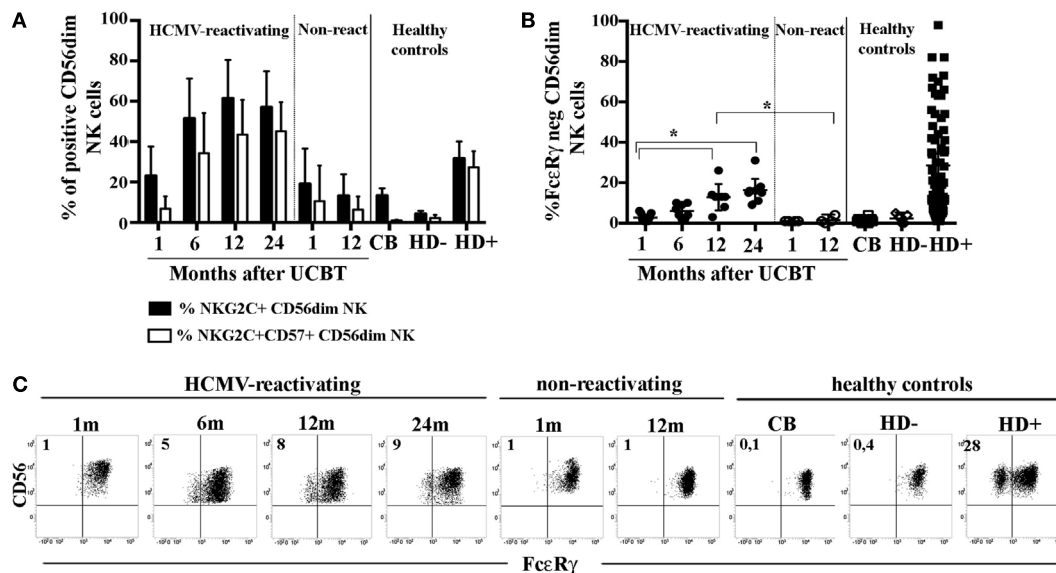 A
% of positive CD56dim
NK cells
HCMV-reactivating
Non-react
Healthy
controls
100
80
60
40
20
0
1 6 12 24 1 12 CB HD- HD+
Months after UCBT
% NKG2C+ CD56dim NK
% NKG2C+CD57+ CD56dim NK
B
%FcεRγ neg CD56dim
NK cells
HCMV-reactivating
Non-react
Healthy
controls
100
80
60
40
20
0
*
*
1 6 12 24 1 12 CB HD- HD+
Months after UCBT
C
HCMV-reactivating non-reactivating healthy controls
1m 6m 12m 24m 1m 12m CB HD- HD+
1 5 8 9 1 1 0,1 0,4 28
CD56
FcεRγ